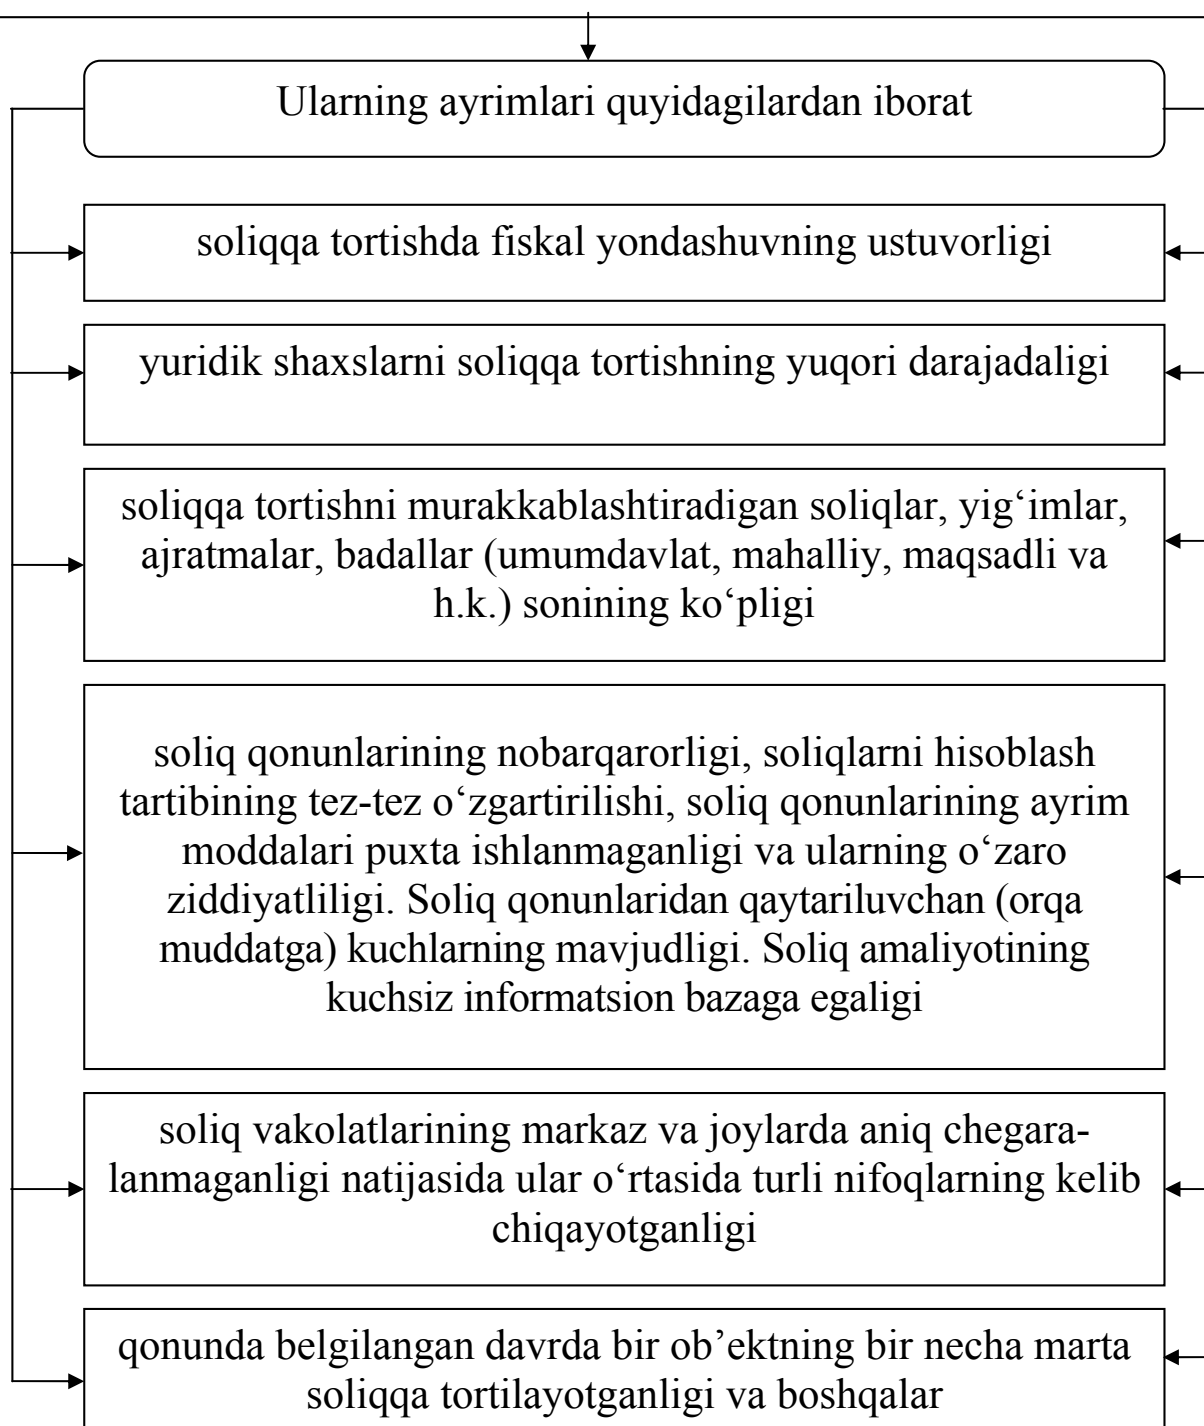 Ularning ayrimlari quyidagilardan iborat
soliqqa tortishda fiskal yondashuvning ustuvorligi
yuridik shaxslarni soliqqa tortishning yuqori darajadaligi
soliqqa tortishni murakkablashtiradigan soliqlar, yig‘imlar,
ajratmalar, badallar (umumdavlat, mahalliy, maqsadli va
h.k.) sonining ko‘pligi
soliq qonunlarining nobarqarorligi, soliqlarni hisoblash
tartibining tez-tez o‘zgartirilishi, soliq qonunlarining ayrim
moddalari puxta ishlanmaganligi va ularning o‘zaro
ziddiyatliligi. Soliq qonunlaridan qaytariluvchan (orqa
muddatga) kuchlarning mavjudligi. Soliq amaliyotining
kuchsiz informatsion bazaga egaligi
soliq vakolatlarining markaz va joylarda aniq chegara-
lanmaganligi natijasida ular o‘rtasida turli nifoqlarning kelib
chiqayotganligi
qonunda belgilangan davrda bir ob’ektning bir necha marta
soliqqa tortilayotganligi va boshqalar